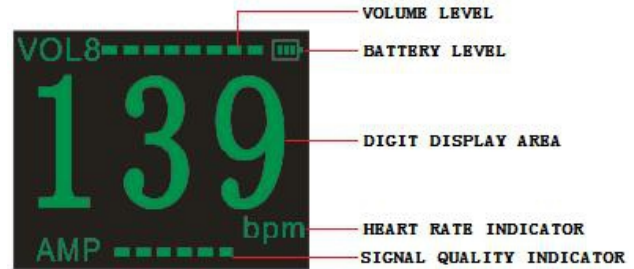 VOLUME LEVEL
VOL8
BATTERY LEVEL
139
DIGIT DISPLAY AREA
bpm
HEART RATE INDICATOR
AMP
SIGNAL QUALITY INDICATOR